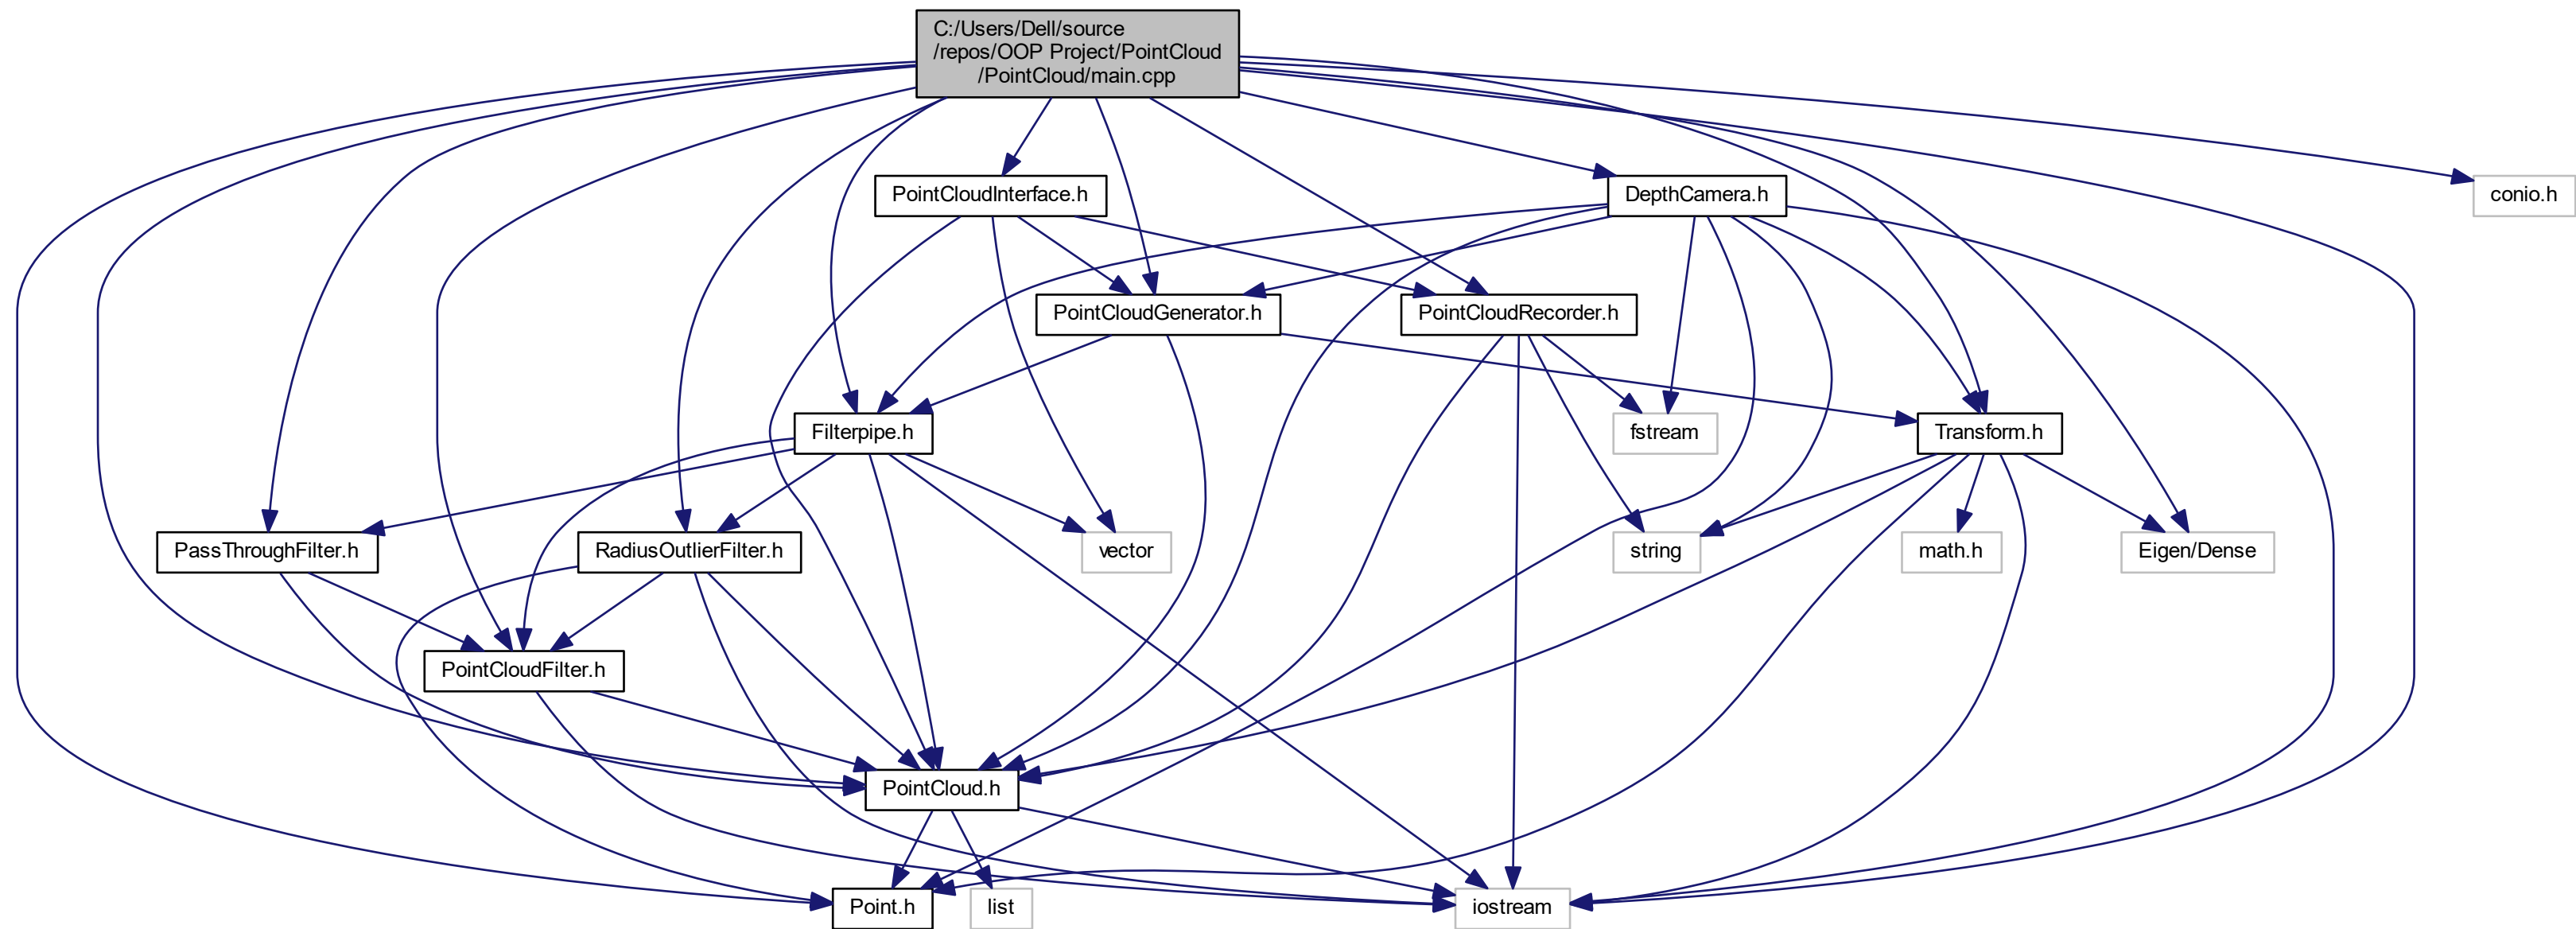 C:/Users/Dell/source
/repos/OOP Project/PointCloud
/PointCloud/main.cpp
PointCloudInterface.h
DepthCamera.h
conio.h
PointCloudGenerator.h
PointCloudRecorder.h
Filterpipe.h
fstream
Transform.h
PassThroughFilter.h
RadiusOutlierFilter.h
vector
string
math.h
Eigen/Dense
PointCloudFilter.h
PointCloud.h
Point.h
list
iostream